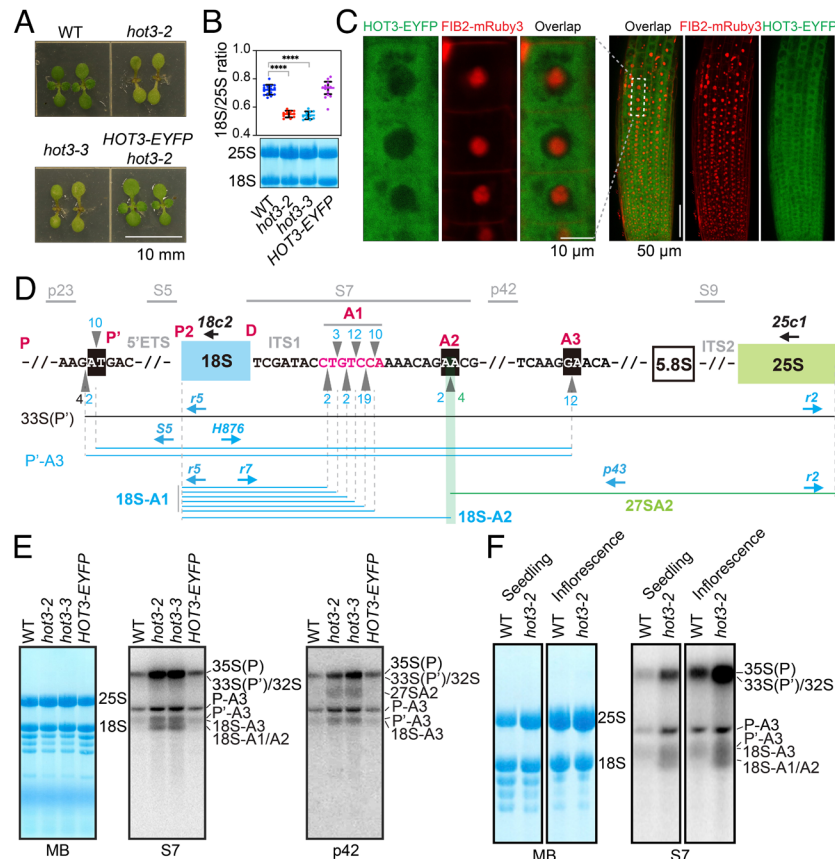 A
WT
hot3-2
hot3-3
HOT3-EYFP
hot3-2
10 mm
B
18S/25S ratio
1.0
0.8
0.6
0.4
****
****
25S
18S
WT
hot3-2
hot3-3
HOT3-EYFP
C
HOT3-EYFP
FIB2-mRuby3
Overlap
Overlap
FIB2-mRuby3
HOT3-EYFP
10 µm
50 µm
D
p23
S5
S7
p42
S9
P
10
P'
5'ETS
P2
18c2
D
ITS1
A1
3
12
10
A2
A3
ITS2
25c1
-//- AAGATGAC -//-
18S
TCGATACCTGTCCAAAACAGAACG -//- TCAAGGAACA -//-
5.8S
-//-
25S
4
2
2
2
19
2
4
12
33S(P')
r5
r2
S5
H876
P'-A3
r5
r7
p43
r2
18S-A1
18S-A2
27SA2
E
WT
hot3-2
hot3-3
HOT3-EYFP
25S
18S
MB
WT
hot3-2
hot3-3
HOT3-EYFP
35S(P)
33S(P')/32S
P-A3
P'-A3
18S-A3
18S-A1/A2
S7
WT
hot3-2
hot3-3
HOT3-EYFP
35S(P)
33S(P')/32S
27SA2
P-A3
P'-A3
18S-A3
p42
F
Seedling
Inflorescence
WT
hot3-2
WT
hot3-2
25S
18S
MB
Seedling
Inflorescence
WT
hot3-2
WT
hot3-2
35S(P)
33S(P')/32S
P-A3
P'-A3
18S-A3
18S-A1/A2
S7